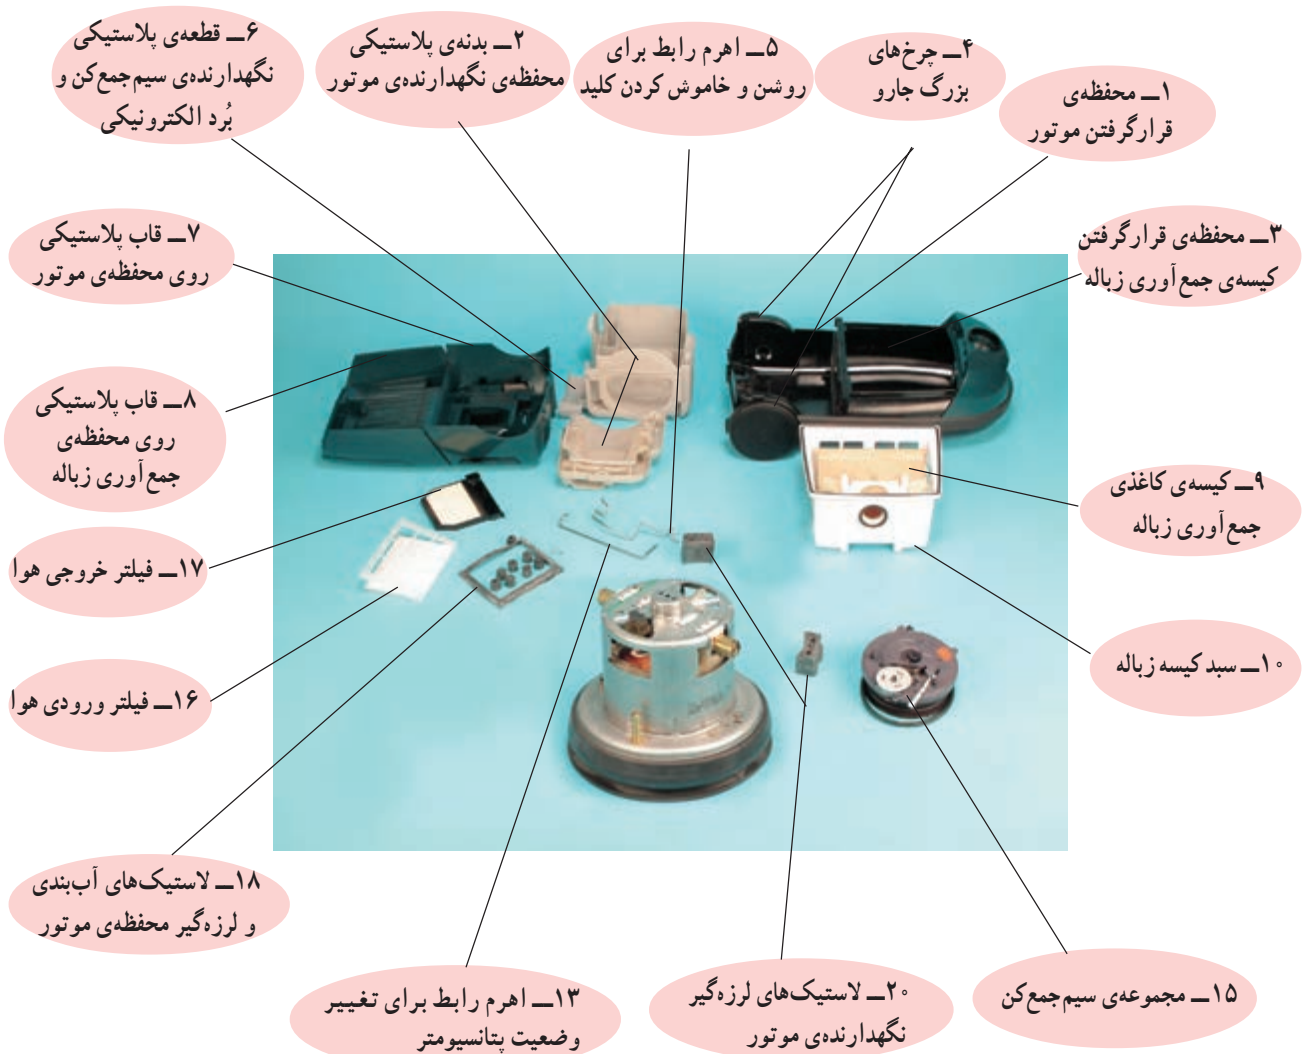 ۶ــ قطعه‌ی پلاستیکی
نگهدارنده‌ی سیم‌جمع‌کن و
بُرد الکترونیکی
۲ــ بدنه‌ی پلاستیکی
محفظه‌ی نگهدارنده‌ی موتور
۵ــ اهرم رابط برای
روشن و خاموش کردن کلید
۴ــ چرخ‌های
بزرگ جارو
۱ــ محفظه‌ی
قرارگرفتن موتور
۳ــ محفظه‌ی قرارگرفتن
کیسه‌ی جمع‌آوری زباله
۷ــ قاب پلاستیکی
روی محفظه‌ی موتور
۸ــ قاب پلاستیکی
روی محفظه‌ی
جمع‌آوری زباله
۹ــ کیسه‌ی کاغذی
جمع‌آوری زباله
۱۷ــ فیلتر خروجی هوا
۱۰ــ سبد کیسه زباله
۱۶ــ فیلتر ورودی هوا
۱۸ــ لاستیک‌های آب‌بندی
و لرزه‌گیر محفظه‌ی موتور
۱۳ــ اهرم رابط برای تغییر
وضعیت پتانسیومتر
۲۰ــ لاستیک‌های لرزه‌گیر
نگهدارنده‌ی موتور
۱۵ــ مجموعه‌ی سیم‌جمع‌کن